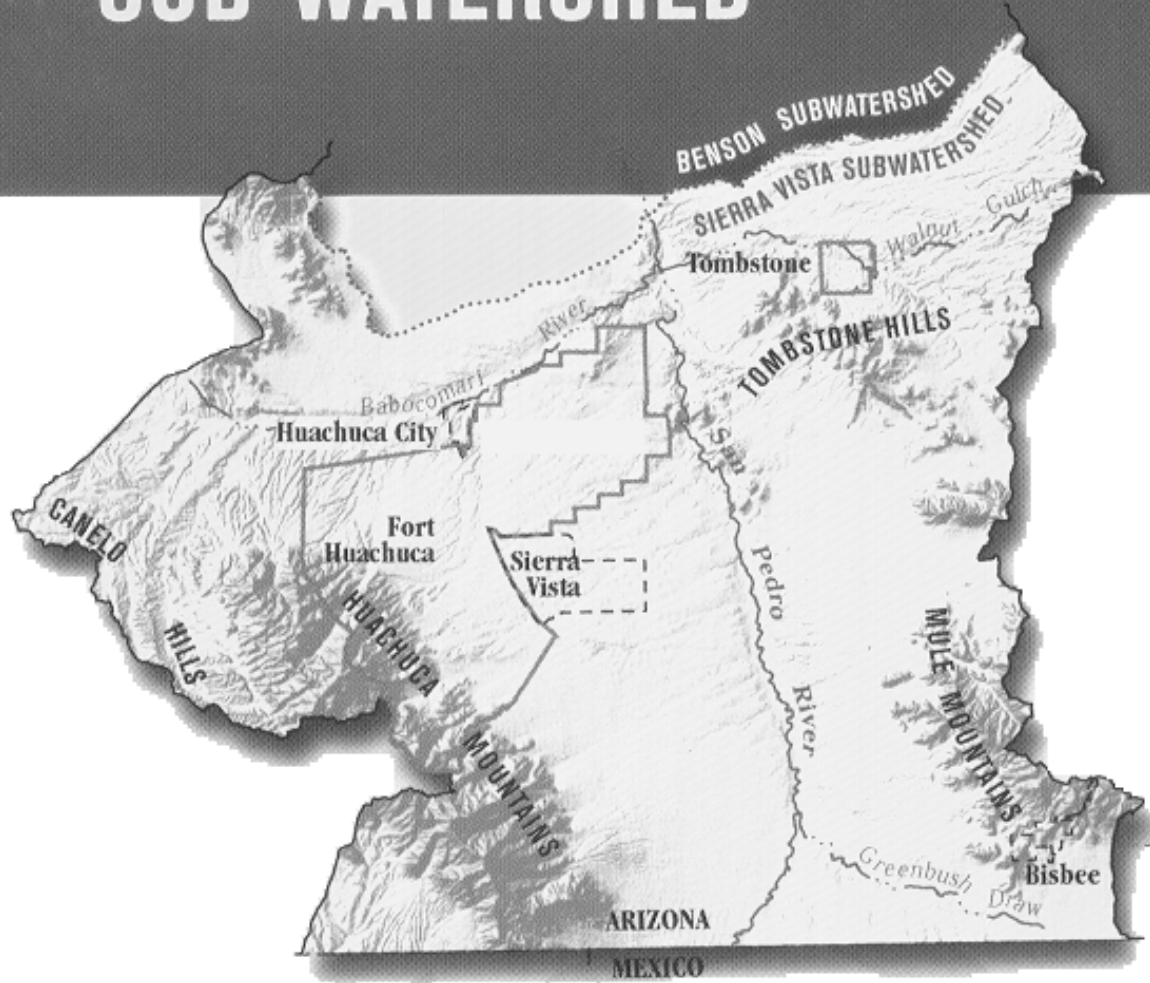 SUB WATERSHED
BENSON SUBWATERSHED
SIERRA VISTA SUBWATERSHED
Walnut Gulch
Tombstone
TOMBSTONE HILLS
Babocomari River
Huachuca City
San Pedro River
CANELO HILLS
Fort
Huachuca
Sierra
Vista
HUACHUCA MOUNTAINS
MULE MOUNTAINS
Greenbush Draw
Bisbee
ARIZONA
MEXICO